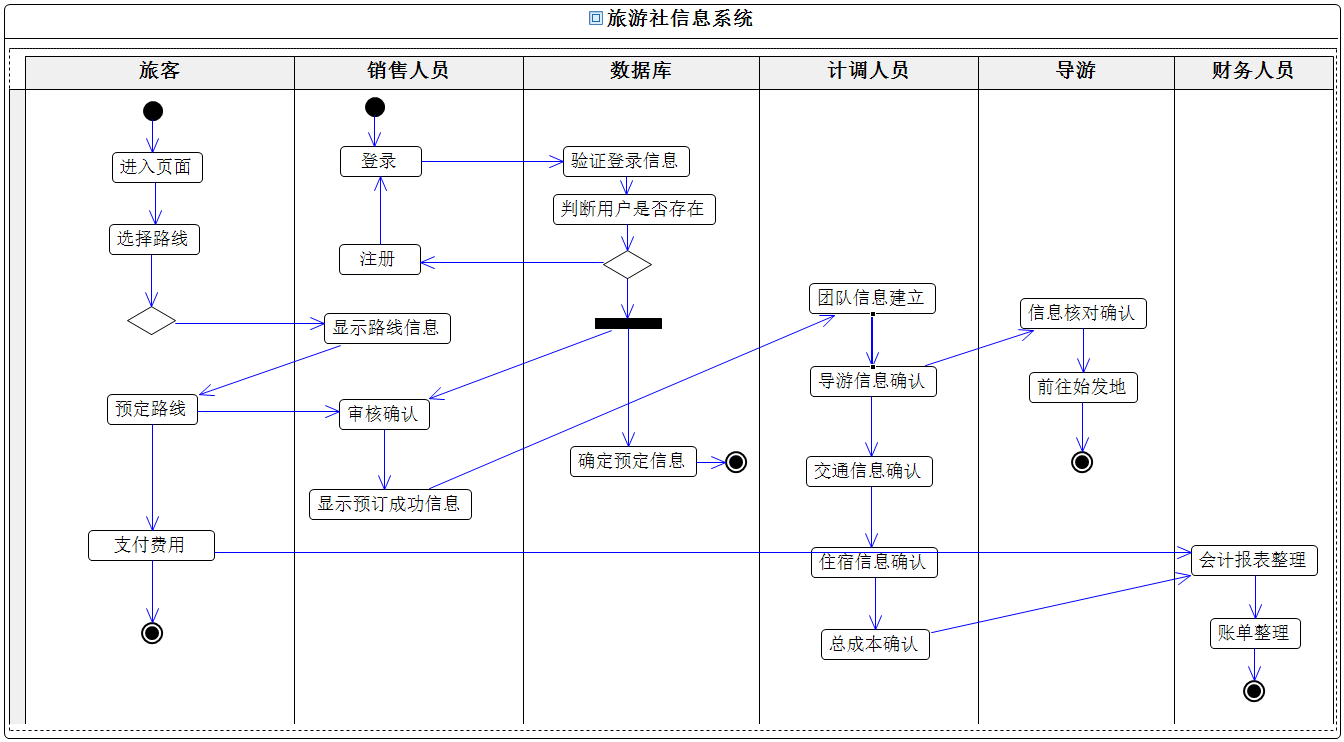 旅游社信息系统
旅客
销售人员
数据库
计调人员
导游
财务人员
进入页面
选择路线
预定路线
支付费用
登录
注册
显示路线信息
审核确认
显示预订成功信息
验证登录信息
判断用户是否存在
确定预定信息
团队信息建立
导游信息确认
交通信息确认
住宿信息确认
总成本确认
信息核对确认
前往始发地
会计报表整理
账单整理